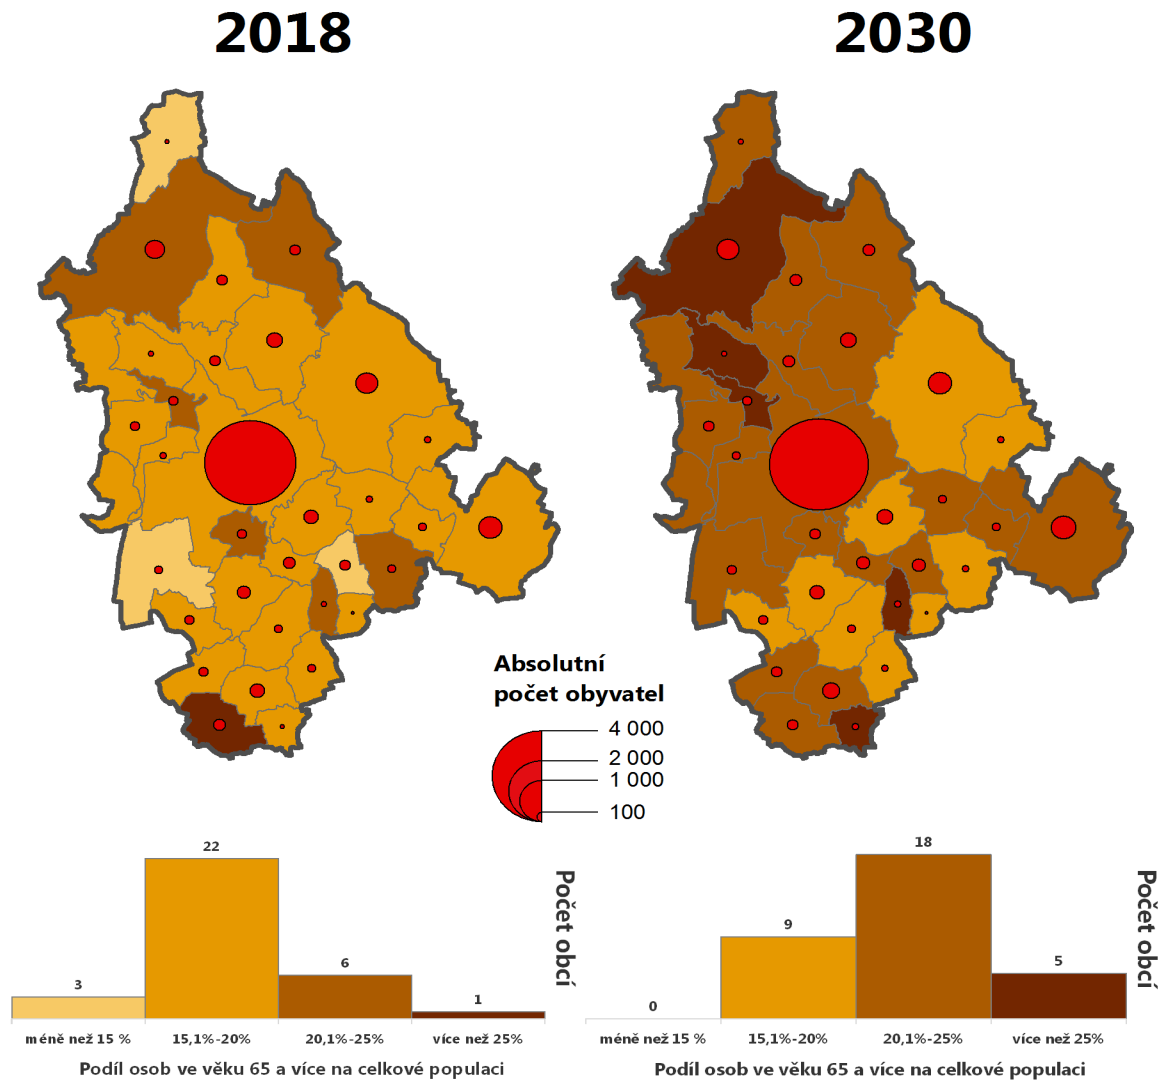 2018
2030
Absolutní
počet obyvatel
4 000
2 000
1 000
100
22
3
6
1
Počet obcí
méně než 15 %
15,1%-20%
20,1%-25%
více než 25%
Podíl osob ve věku 65 a více na celkové populaci
18
9
5
0
Počet obcí
méně než 15 %
15,1%-20%
20,1%-25%
více než 25%
Podíl osob ve věku 65 a více na celkové populaci